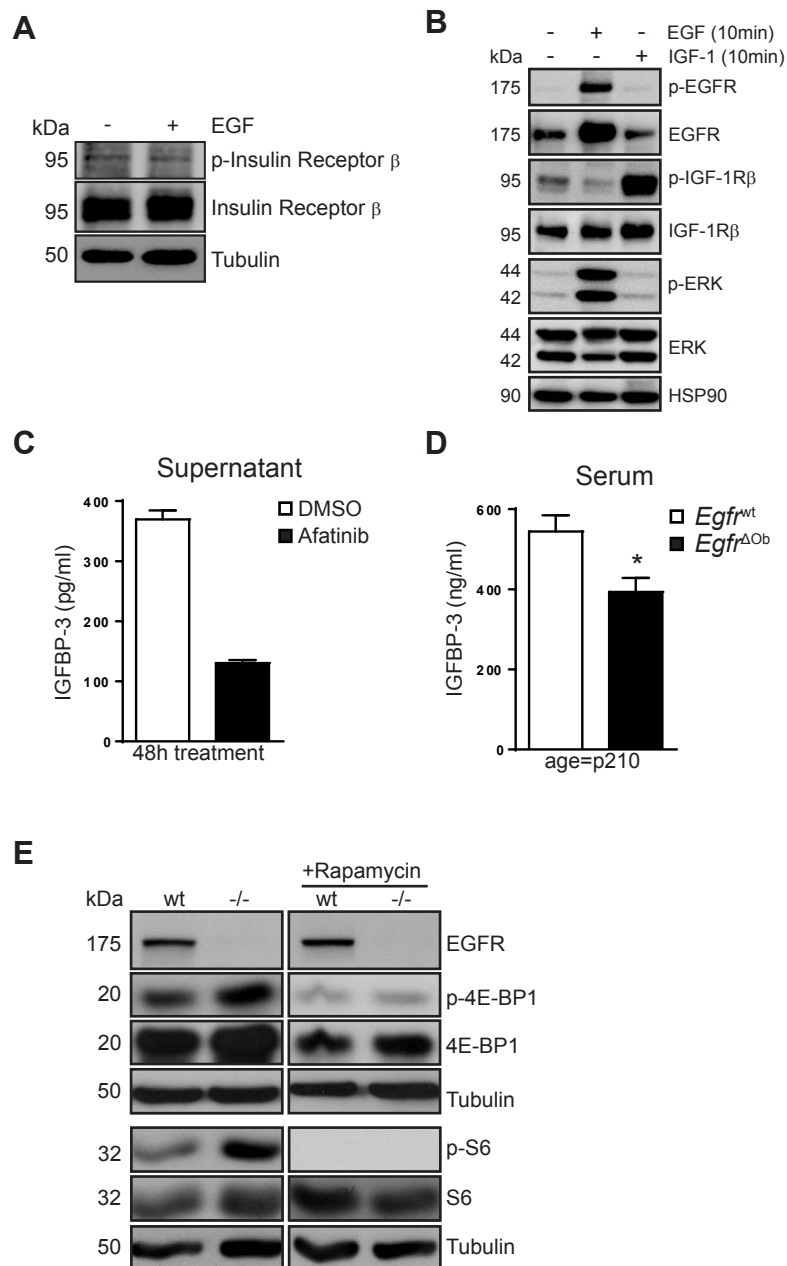 A
kDa - + EGF
95 p-Insulin Receptor β
95 Insulin Receptor β
50 Tubulin
B
- + - EGF (10min)
kDa - - + IGF-1 (10min)
175 p-EGFR
175 EGFR
95 p-IGF-1Rβ
95 IGF-1Rβ
44 p-ERK
42
44 ERK
42
90 HSP90
C
Supernatant
DMSO
Afatinib
IGFBP-3 (pg/ml)
400
300
200
100
0
48h treatment
D
Serum
Egfrwt
EgfrΔOb
IGFBP-3 (ng/ml)
600
400
200
0
*
age=p210
E
+Rapamycin
kDa wt -/- wt -/-
175 EGFR
20 p-4E-BP1
20 4E-BP1
50 Tubulin
32 p-S6
32 S6
50 Tubulin